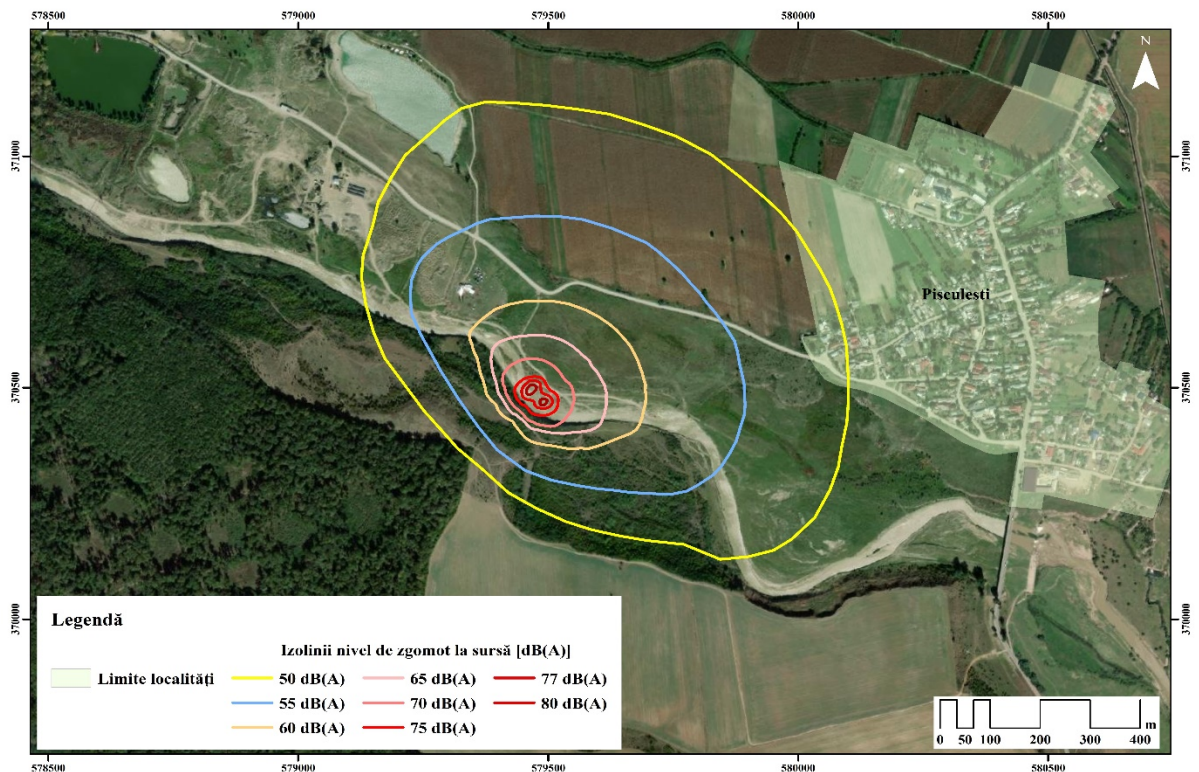 578500 579000 579500 580000 580500
N
371000 371000
Pisculesti
370500 370500
370000 370000
Legendă
Izolinii nivel de zgomot la sursă [dB(A)]
Limite localități 50 dB(A) 65 dB(A) 77 dB(A)
55 dB(A) 70 dB(A) 80 dB(A)
60 dB(A) 75 dB(A)
m
0 50 100 200 300 400
578500 579000 579500 580000 580500